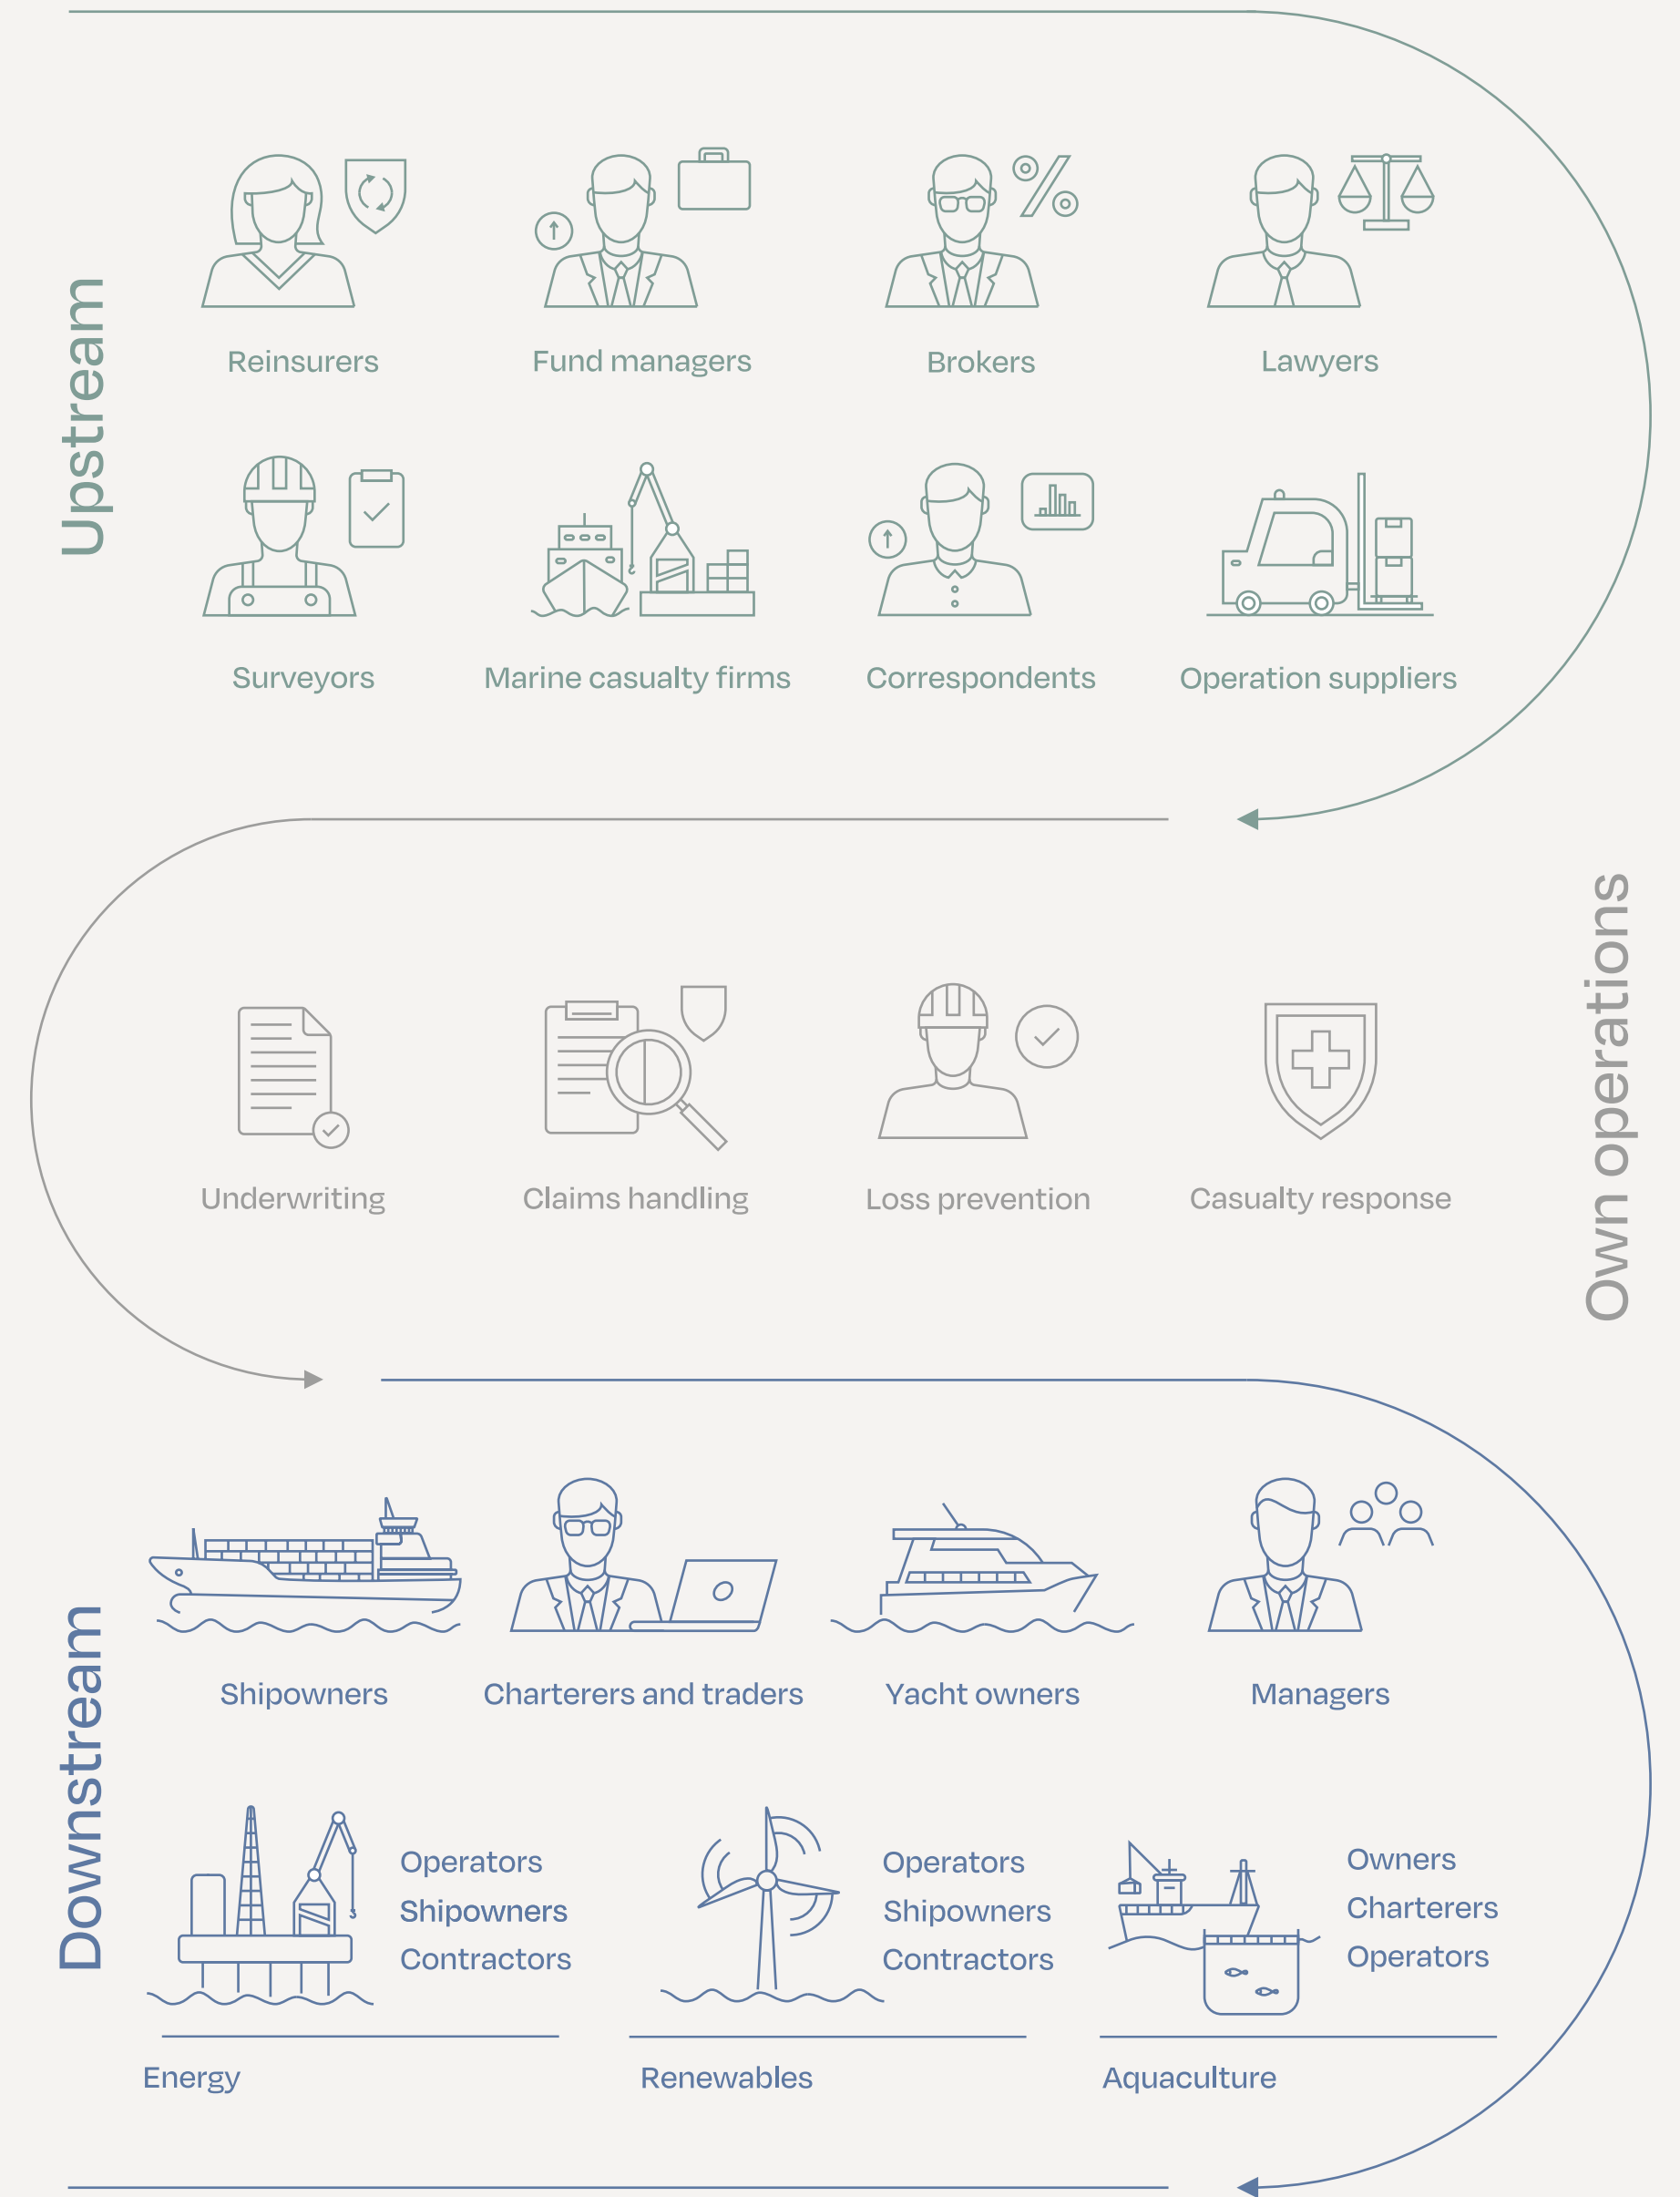 Upstream
Reinsurers
Fund managers
Brokers
Lawyers
Surveyors
Marine casualty firms
Correspondents
Operation suppliers
Own operations
Underwriting
Claims handling
Loss prevention
Casualty response
Downstream
Shipowners
Charterers and traders
Yacht owners
Managers
Operators
Shipowners
Contractors
Energy
Operators
Shipowners
Contractors
Renewables
Owners
Charterers
Operators
Aquaculture